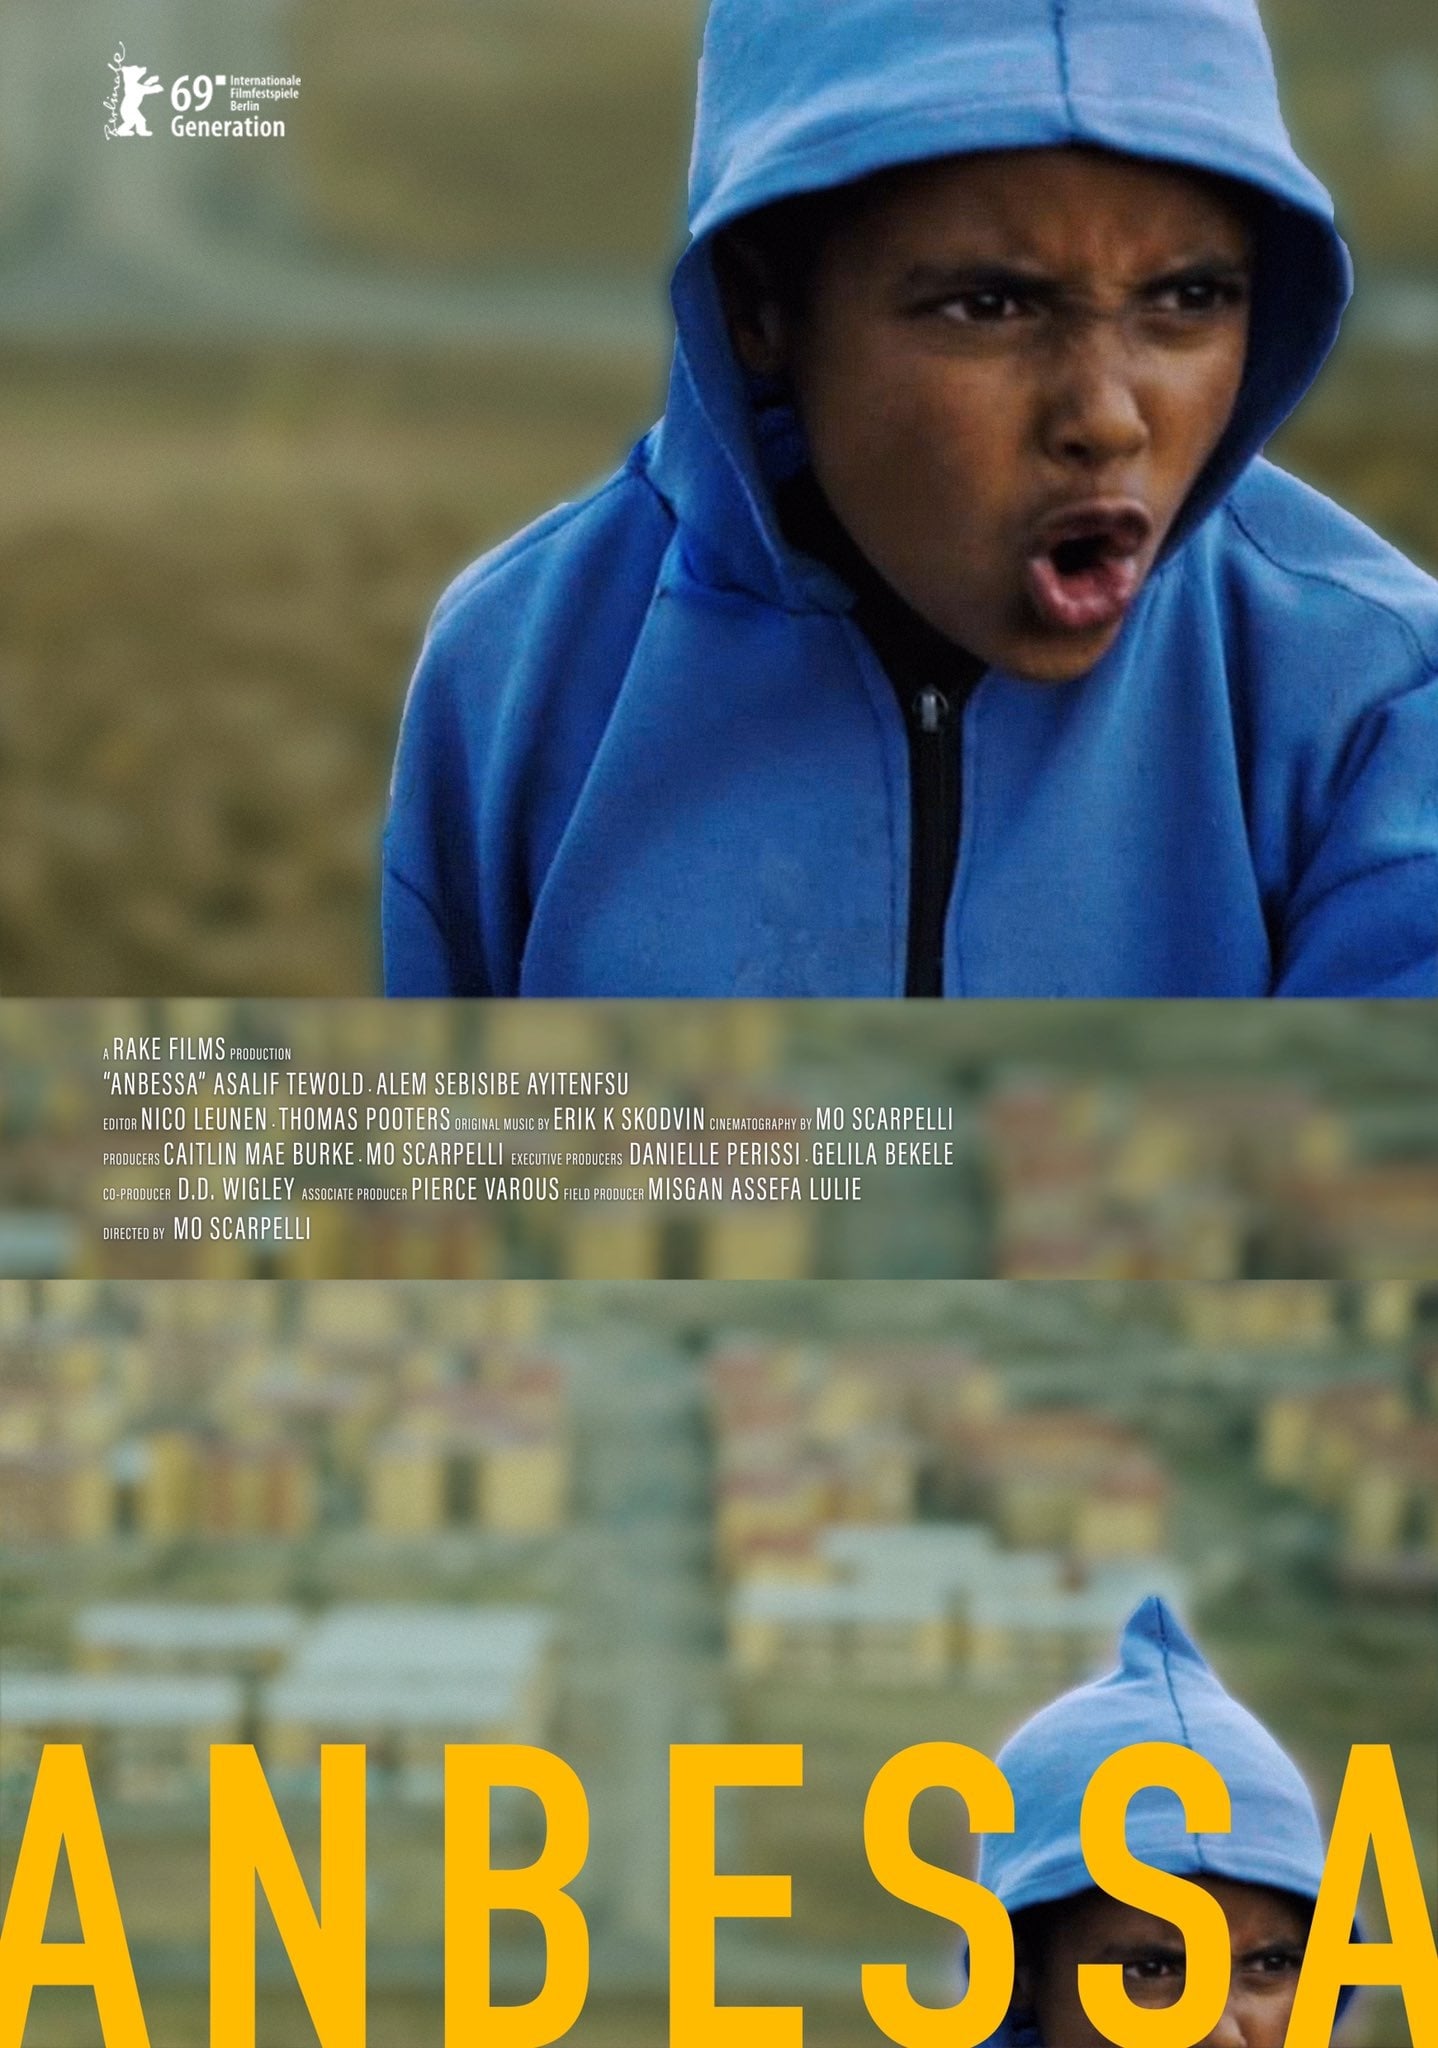 Berlinale
69 Internationale
Filmfestspiele
Berlin
Generation
A RAKE FILMS PRODUCTION
"ANBESSA" ASALIF TEWOLD · ALEM SEBISIBE AYITENFSU
EDITOR NICO LEUNEN · THOMAS POOTERS ORIGINAL MUSIC BY ERIK K SKODVIN CINEMATOGRAPHY BY MO SCARPELLI
PRODUCERS CAITLIN MAE BURKE · MO SCARPELLI EXECUTIVE PRODUCERS DANIELLE PERISSI · GELILA BEKELE
CO-PRODUCER D.D. WIGLEY ASSOCIATE PRODUCER PIERCE VAROUS FIELD PRODUCER MISGAN ASSEFA LULIE
DIRECTED BY MO SCARPELLI
ANBESSA